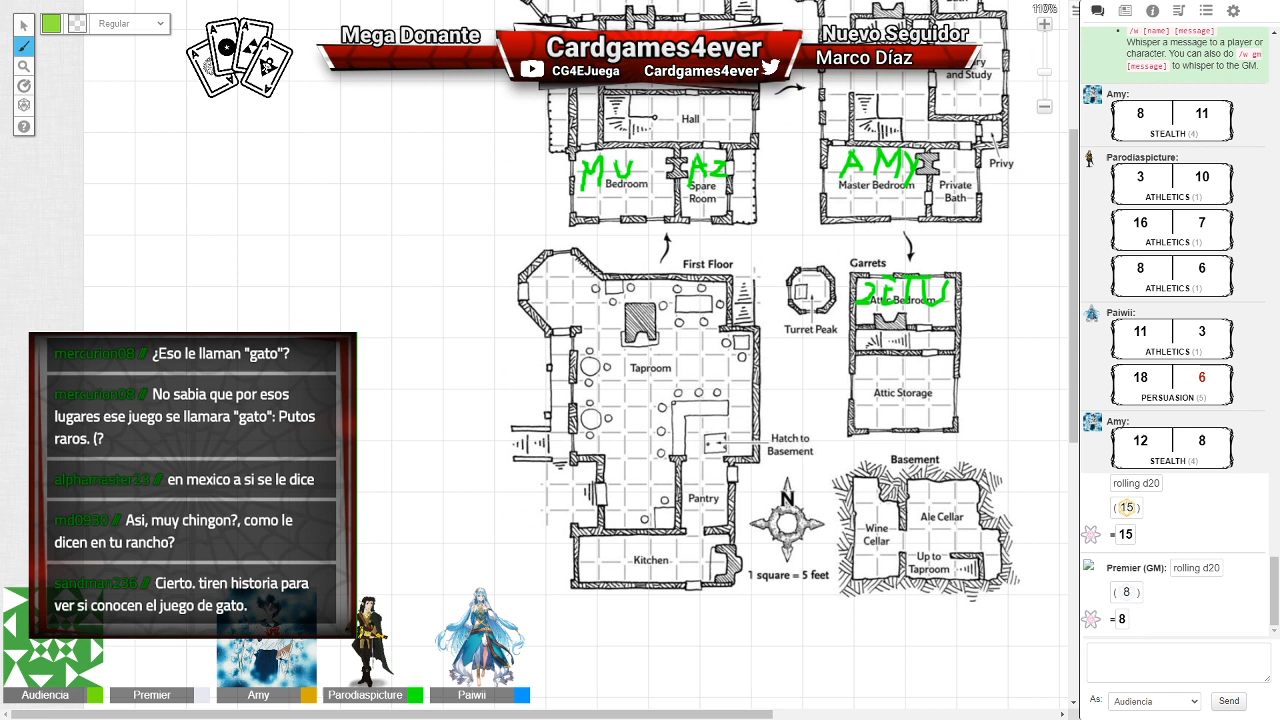 Regular
110%
Mega Donante
Cardgames4ever
CG4EJuega
Cardgames4ever
Nuevo Seguidor
Marco Díaz
and Study
Hall
Privy
MU
Bedroom
AZ
Spare
Room
AMy
Master Bedroom
Private
Bath
First Floor
Garrets
Attic Bedroom
Turret Peak
Taproom
Attic Storage
Hatch to
Basement
Basement
Pantry
N
Wine
Cellar
Ale Cellar
Up to
Taproom
Kitchen
1 square = 5 feet
mercurion08 // ¿Eso le llaman "gato"?
mercurion08 // No sabia que por esos
lugares ese juego se llamara "gato": Putos
raros. (?
alphamaster23 // en mexico a si se le dice
md0930 // Asi, muy chingon?, como le
dicen en tu rancho?
sandman236 // Cierto. tiren historia para
ver si conocen el juego de gato.
Audiencia
Premier
Amy
Parodiaspicture
Paiwii
/w [name] [message]
Whisper a message to a player or
character. You can also do /w gm
[message] to whisper to the GM.
Amy:
8 11
STEALTH (4)
Parodiaspicture:
3 10
ATHLETICS (1)
16 7
ATHLETICS (1)
8 6
ATHLETICS (1)
Paiwii:
11 3
ATHLETICS (1)
18 6
PERSUASION (5)
Amy:
12 8
STEALTH (4)
rolling d20
( 15 )
= 15
Premier (GM): rolling d20
( 8 )
= 8
As: Audiencia
Send